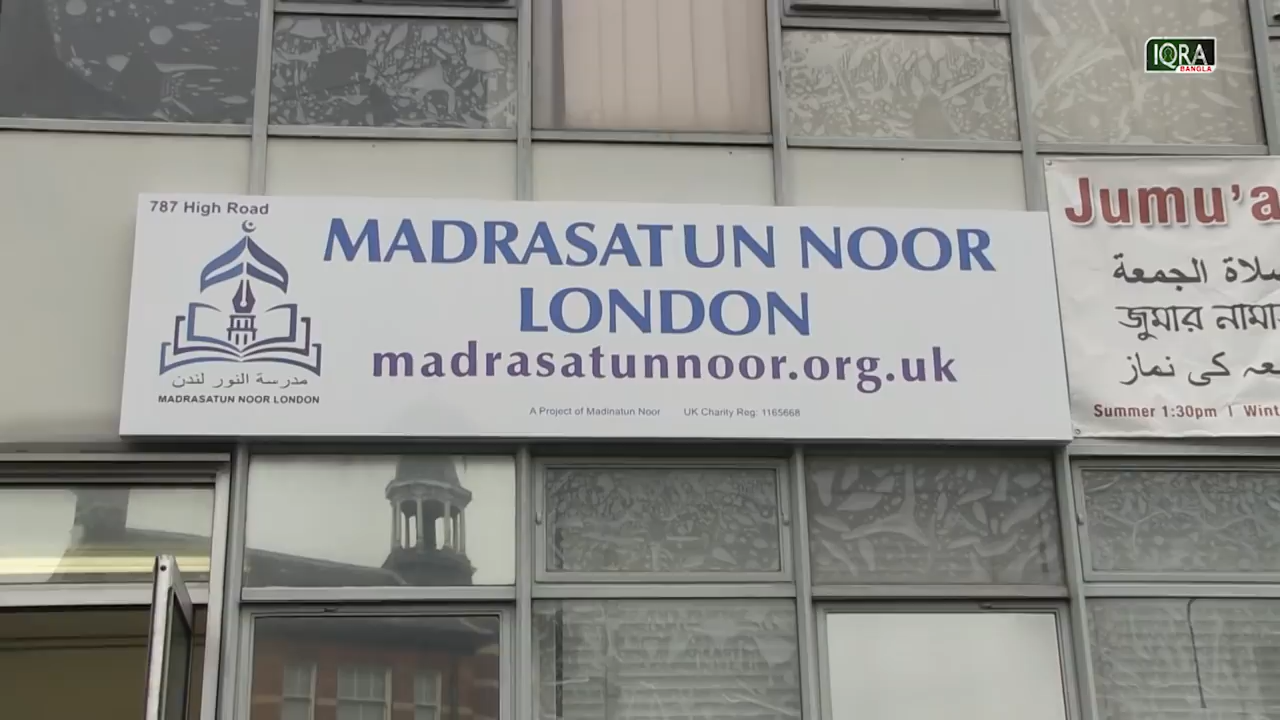 IQRA
BANGLA
787 High Road
MADRASATUN NOOR
LONDON
madrasatunnoor.org.uk
مدرسة النور لندن
MADRASATUN NOOR LONDON
A Project of Madinatun Noor UK Charity Reg: 1165668
Jumu'a
صلاة الجمعة
জুমার নামা
جمعہ کی نماز
Summer 1:30pm | Wint